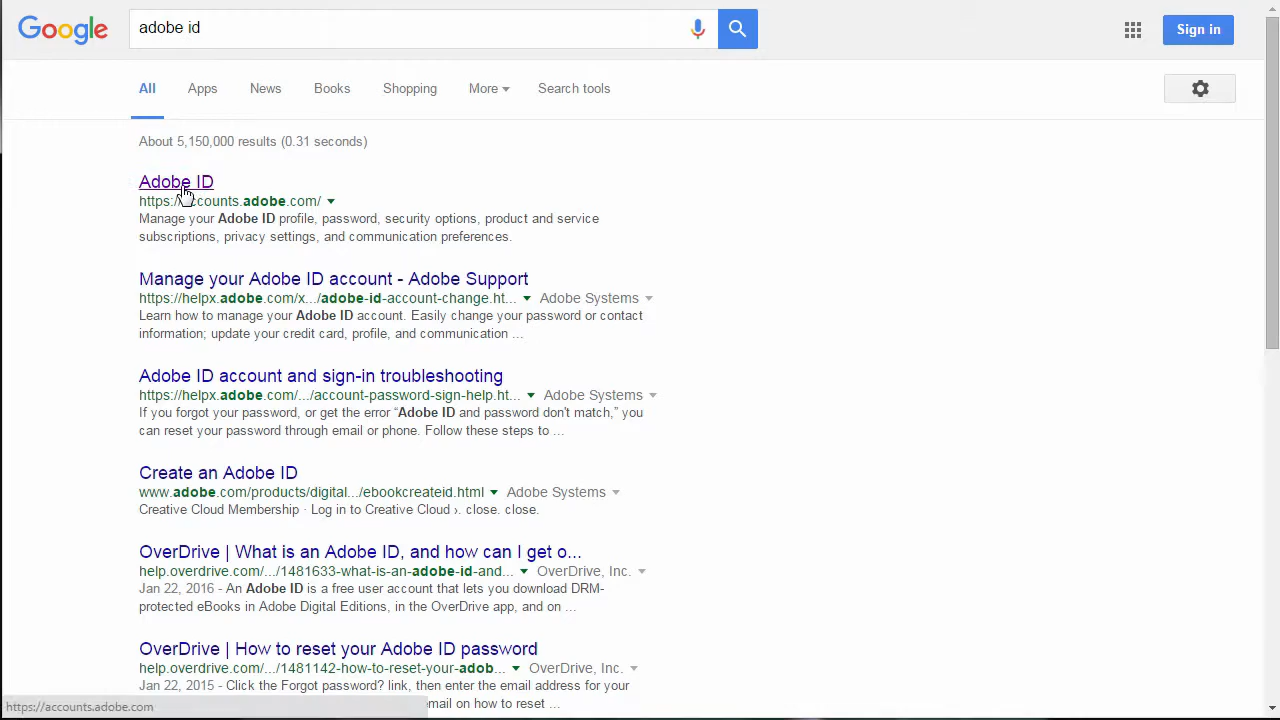 Google
adobe id
Sign in
All Apps News Books Shopping More Search tools
About 5,150,000 results (0.31 seconds)
Adobe ID
https://accounts.adobe.com/
Manage your Adobe ID profile, password, security options, product and service
subscriptions, privacy settings, and communication preferences.
Manage your Adobe ID account - Adobe Support
https://helpx.adobe.com/x.../adobe-id-account-change.ht... Adobe Systems
Learn how to manage your Adobe ID account. Easily change your password or contact
information; update your credit card, profile, and communication ...
Adobe ID account and sign-in troubleshooting
https://helpx.adobe.com/.../account-password-sign-help.ht... Adobe Systems
If you forgot your password, or get the error “Adobe ID and password don't match,” you
can reset your password through email or phone. Follow these steps to ...
Create an Adobe ID
www.adobe.com/products/digital.../ebookcreateid.html Adobe Systems
Creative Cloud Membership · Log in to Creative Cloud ›. close. close.
OverDrive | What is an Adobe ID, and how can I get o...
help.overdrive.com/.../1481633-what-is-an-adobe-id-and... OverDrive, Inc.
Jan 22, 2016 - An Adobe ID is a free user account that lets you download DRM-
protected eBooks in Adobe Digital Editions, in the OverDrive app, and on ...
OverDrive | How to reset your Adobe ID password
help.overdrive.com/.../1481142-how-to-reset-your-adob... OverDrive, Inc.
Jan 22, 2015 - Click the Forgot password? link, then enter the email address for your
email on how to reset ...
https://accounts.adobe.com